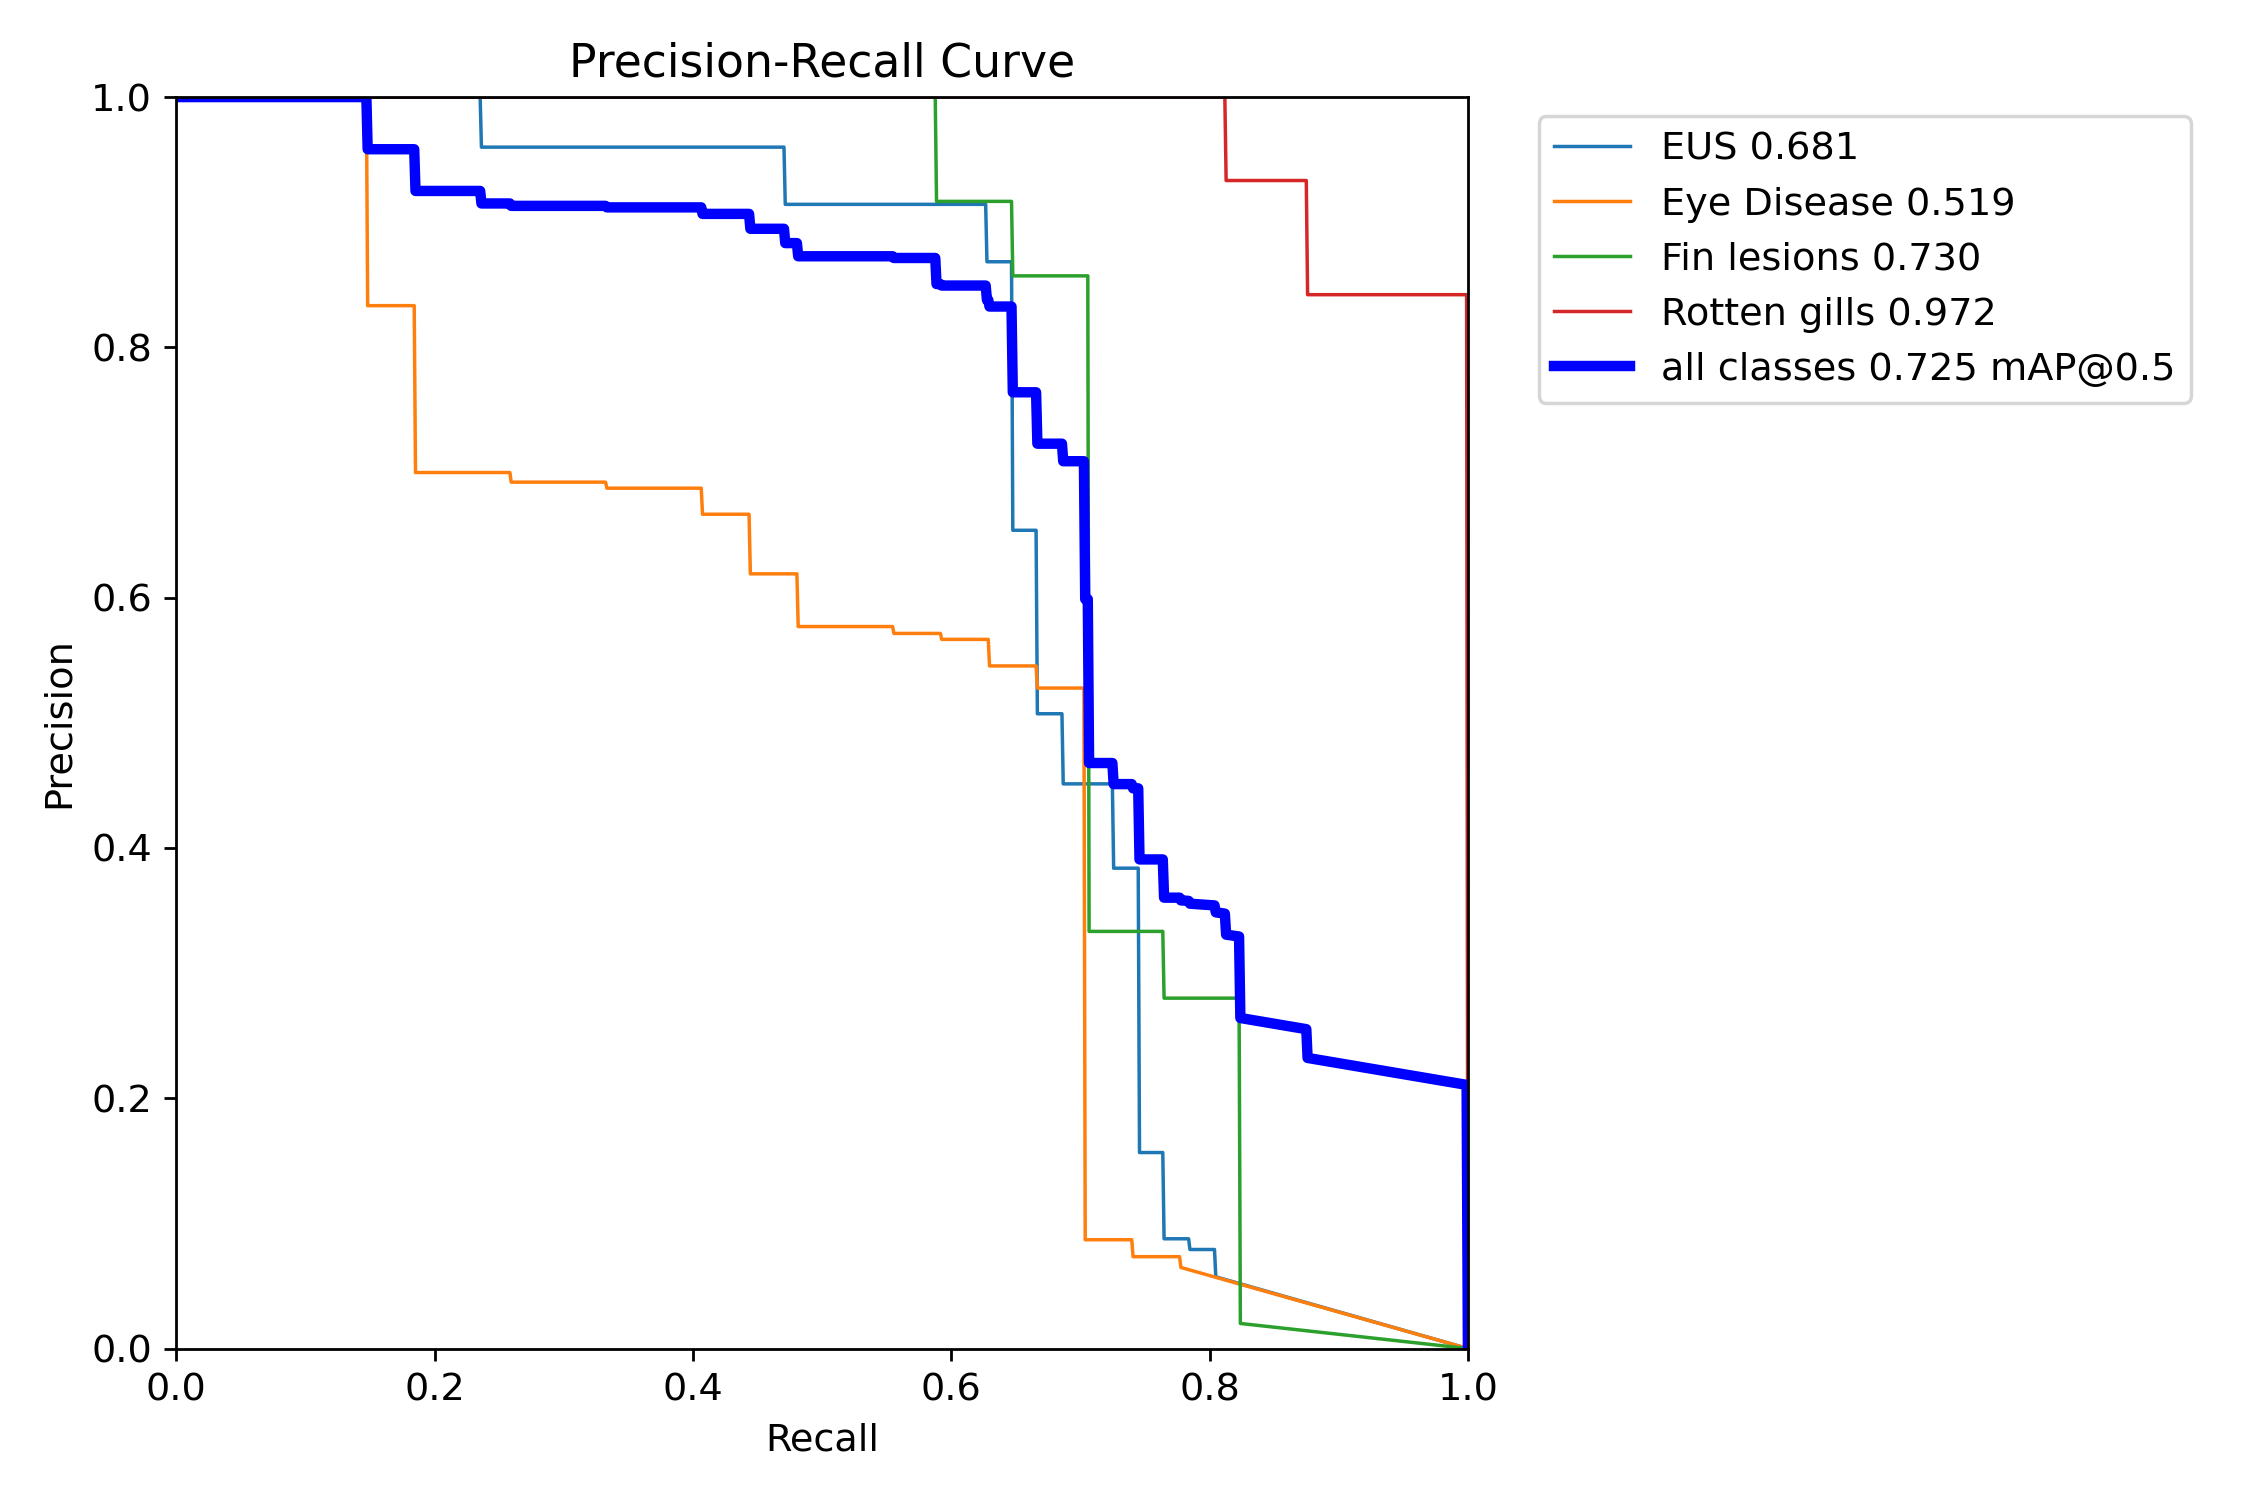 Precision-Recall Curve
1.0
0.8
0.6
0.4
0.2
0.0
Precision
0.0 0.2 0.4 0.6 0.8 1.0
Recall
EUS 0.681
Eye Disease 0.519
Fin lesions 0.730
Rotten gills 0.972
all classes 0.725 mAP@0.5